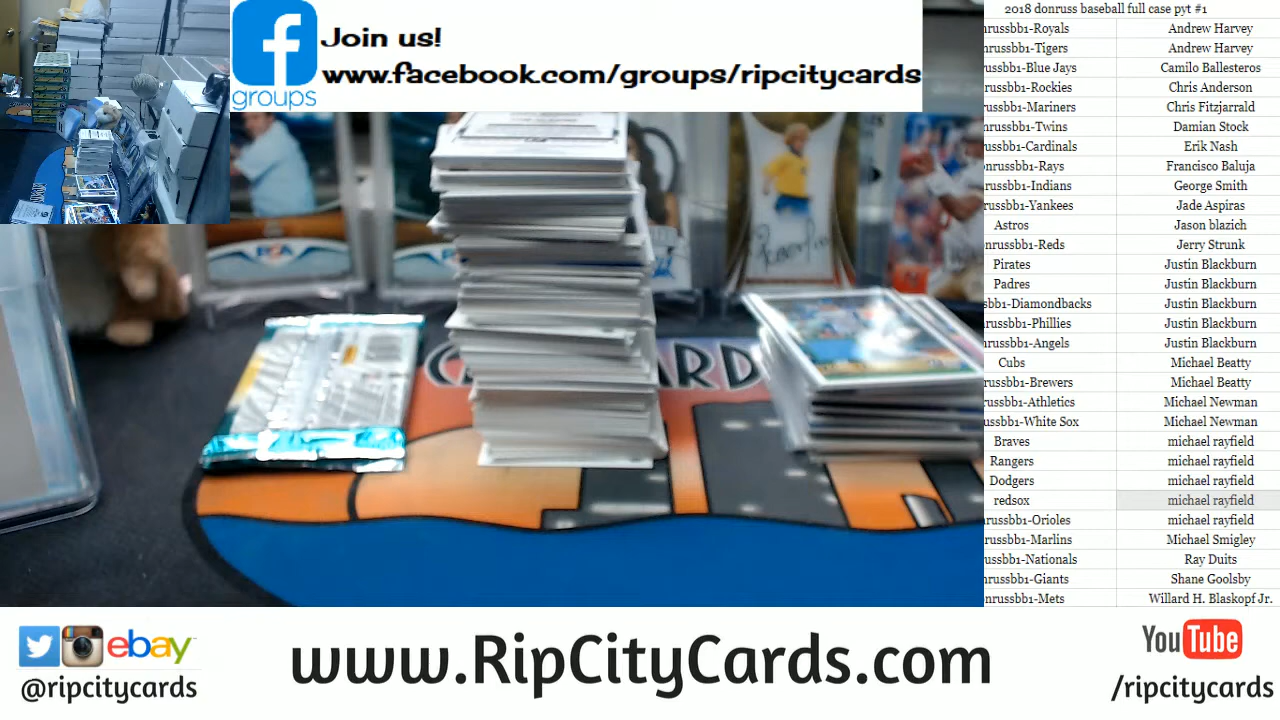 Join us!
www.facebook.com/groups/ripcitycards
groups
2018 donruss baseball full case pyt #1
nrussbb1-Royals Andrew Harvey
nrussbb1-Tigers Andrew Harvey
russbb1-Blue Jays Camilo Ballesteros
russbb1-Rockies Chris Anderson
russbb1-Mariners Chris Fitzjarrald
nrussbb1-Twins Damian Stock
russbb1-Cardinals Erik Nash
onrussbb1-Rays Francisco Baluja
nrussbb1-Indians George Smith
russbb1-Yankees Jade Aspiras
Astros Jason blazich
onrussbb1-Reds Jerry Strunk
Pirates Justin Blackburn
Padres Justin Blackburn
sbb1-Diamondbacks Justin Blackburn
russbb1-Phillies Justin Blackburn
nrussbb1-Angels Justin Blackburn
Cubs Michael Beatty
russbb1-Brewers Michael Beatty
russbb1-Athletics Michael Newman
ussbb1-White Sox Michael Newman
Braves michael rayfield
Rangers michael rayfield
Dodgers michael rayfield
redsox michael rayfield
nrussbb1-Orioles michael rayfield
russbb1-Marlins Michael Smigley
russbb1-Nationals Ray Duits
nrussbb1-Giants Shane Goolsby
onrussbb1-Mets Willard H. Blaskopf Jr.
ebay
@ripcitycards
www.RipCityCards.com
YouTube
/ripcitycards